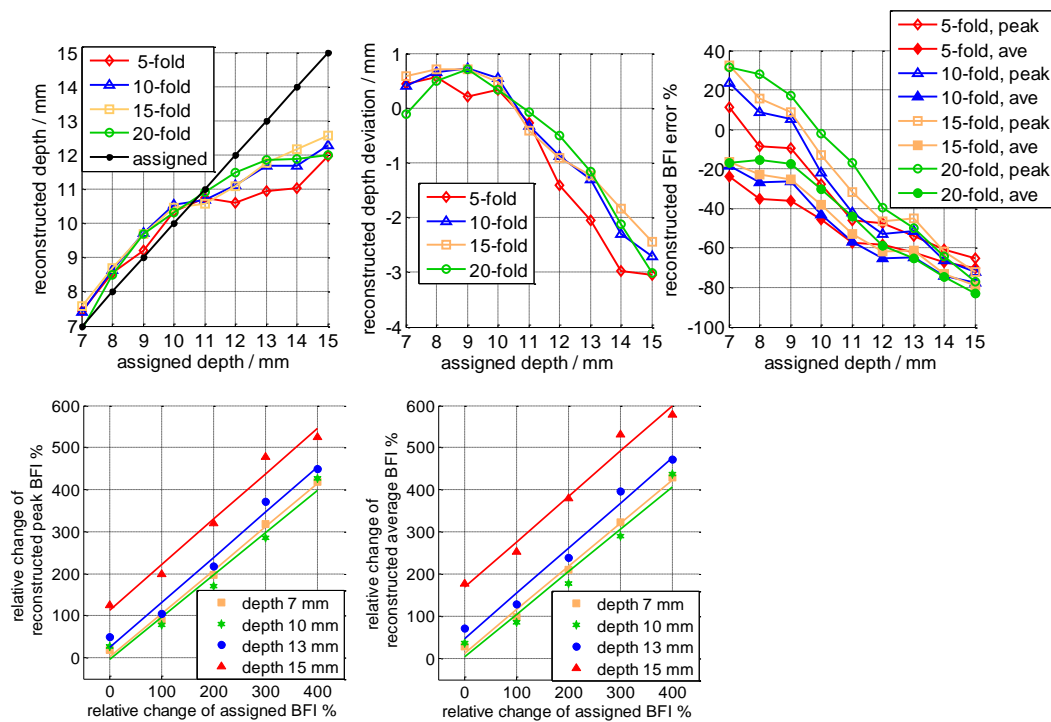 reconstructed depth / mm
15
14
13
12
11
10
9
8
7
7 8 9 10 11 12 13 14 15
assigned depth / mm
5-fold
10-fold
15-fold
20-fold
assigned
reconstructed depth deviation / mm
1
0
-1
-2
-3
-4
7 8 9 10 11 12 13 14 15
assigned depth / mm
5-fold
10-fold
15-fold
20-fold
reconstructed BFI error %
40
20
0
-20
-40
-60
-80
-100
7 8 9 10 11 12 13 14 15
assigned depth / mm
5-fold, peak
5-fold, ave
10-fold, peak
10-fold, ave
15-fold, peak
15-fold, ave
20-fold, peak
20-fold, ave
relative change of
reconstructed peak BFI %
600
500
400
300
200
100
0
0 100 200 300 400
relative change of assigned BFI %
depth 7 mm
depth 10 mm
depth 13 mm
depth 15 mm
relative change of
reconstructed average BFI %
600
500
400
300
200
100
0
0 100 200 300 400
relative change of assigned BFI %
depth 7 mm
depth 10 mm
depth 13 mm
depth 15 mm